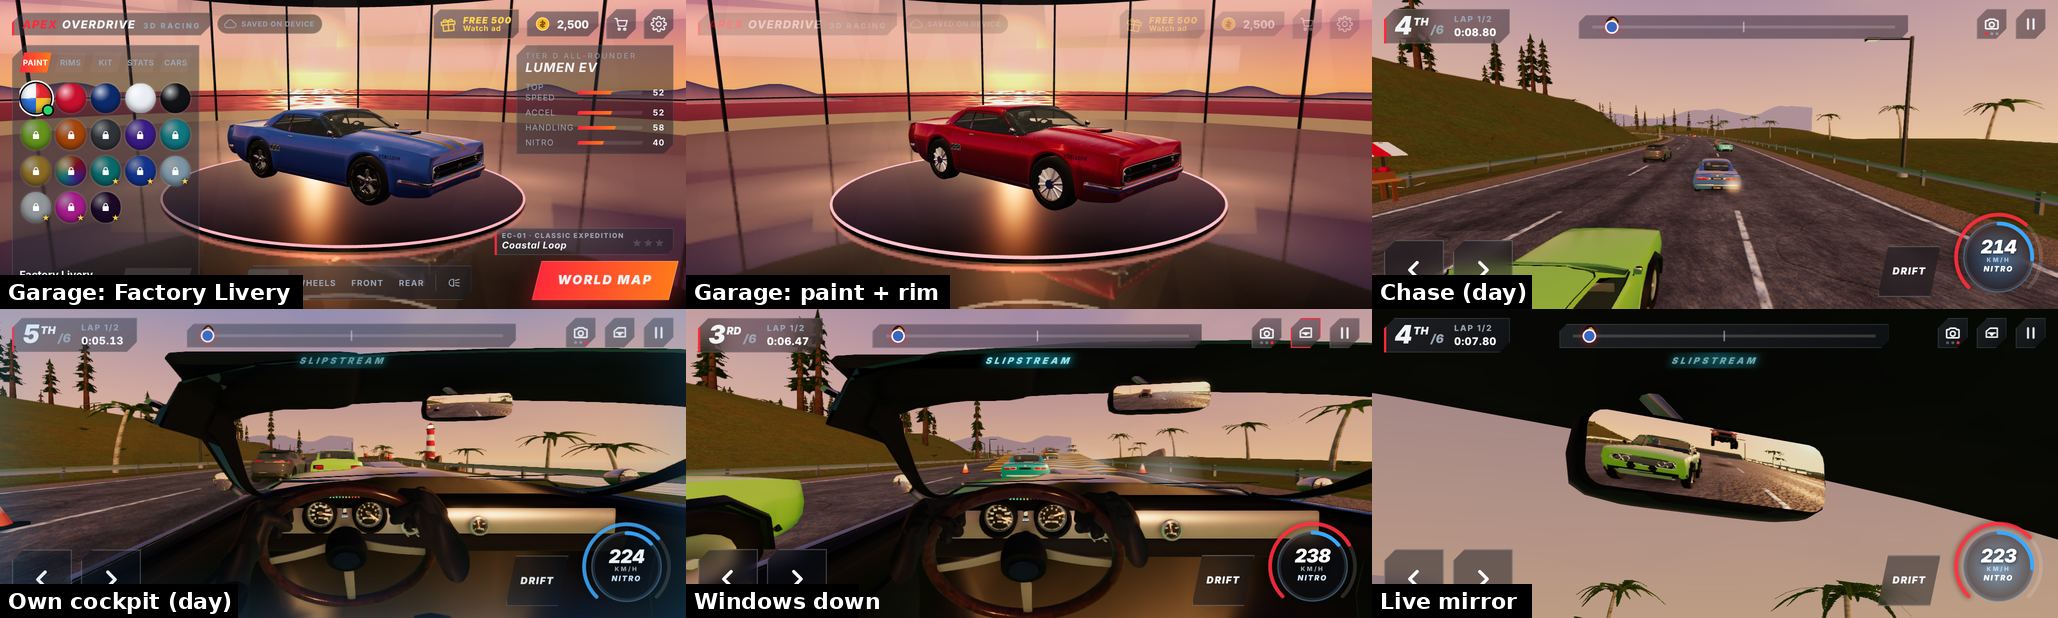 APEX OVERDRIVE 3D RACING
SAVED ON DEVICE
FREE 500
Watch ad
2,500
PAINT RIMS KIT STATS CARS
TIER D ALL-ROUNDER
LUMEN EV
TOP SPEED 52
ACCEL 52
HANDLING 58
NITRO 40
EC-01 · CLASSIC EXPEDITION
Coastal Loop
Factory Livery
WHEELS FRONT REAR
WORLD MAP
Garage: Factory Livery
APEX OVERDRIVE 3D RACING
SAVED ON DEVICE
FREE 500
Watch ad
2,500
Garage: paint + rim
4TH/6
LAP 1/2
0:08.80
DRIFT
214
KM/H
NITRO
Chase (day)
5TH/6
LAP 1/2
0:05.13
SLIPSTREAM
DRIFT
224
KM/H
NITRO
Own cockpit (day)
3RD/6
LAP 1/2
0:06.47
SLIPSTREAM
DRIFT
238
KM/H
NITRO
Windows down
4TH/6
LAP 1/2
0:07.80
SLIPSTREAM
DRIFT
223
KM/H
NITRO
Live mirror